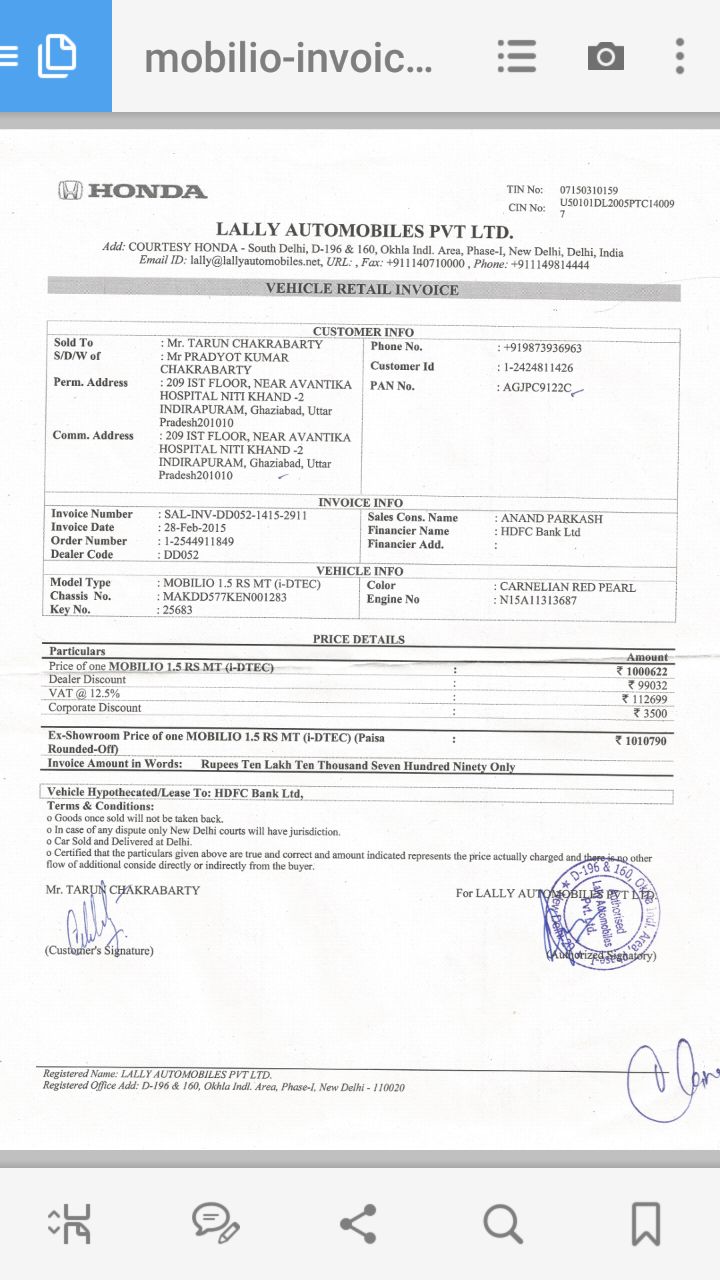 mobilio-invoic...
HONDA
TIN No: 07150310159
CIN No: U50101DL2005PTC14009
7
LALLY AUTOMOBILES PVT LTD.
Add: COURTESY HONDA - South Delhi, D-196 & 160, Okhla Indl. Area, Phase-I, New Delhi, Delhi, India
Email ID: lally@lallyautomobiles.net, URL: , Fax: +911140710000 , Phone: +911149814444
VEHICLE RETAIL INVOICE
CUSTOMER INFO
Sold To : Mr. TARUN CHAKRABARTY
S/D/W of : Mr PRADYOT KUMAR
CHAKRABARTY
Perm. Address : 209 IST FLOOR, NEAR AVANTIKA
HOSPITAL NITI KHAND -2
INDIRAPURAM, Ghaziabad, Uttar
Pradesh201010
Comm. Address : 209 IST FLOOR, NEAR AVANTIKA
HOSPITAL NITI KHAND -2
INDIRAPURAM, Ghaziabad, Uttar
Pradesh201010
Phone No. : +919873936963
Customer Id : 1-2424811426
PAN No. : AGJPC9122C
INVOICE INFO
Invoice Number : SAL-INV-DD052-1415-2911
Invoice Date : 28-Feb-2015
Order Number : 1-2544911849
Dealer Code : DD052
Sales Cons. Name : ANAND PARKASH
Financier Name : HDFC Bank Ltd
Financier Add. :
VEHICLE INFO
Model Type : MOBILIO 1.5 RS MT (i-DTEC)
Chassis No. : MAKDD577KEN001283
Key No. : 25683
Color : CARNELIAN RED PEARL
Engine No : N15A11313687
PRICE DETAILS
Particulars Amount
Price of one MOBILIO 1.5 RS MT (i-DTEC) : ₹ 1000622
Dealer Discount : ₹ 99032
VAT @ 12.5% : ₹ 112699
Corporate Discount : ₹ 3500
Ex-Showroom Price of one MOBILIO 1.5 RS MT (i-DTEC) (Paisa : ₹ 1010790
Rounded-Off)
Invoice Amount in Words: Rupees Ten Lakh Ten Thousand Seven Hundred Ninety Only
Vehicle Hypothecated/Lease To: HDFC Bank Ltd,
Terms & Conditions:
o Goods once sold will not be taken back.
o In case of any dispute only New Delhi courts will have jurisdiction.
o Car Sold and Delivered at Delhi.
o Certified that the particulars given above are true and correct and amount indicated represents the price actually charged and there is no other
flow of additional conside directly or indirectly from the buyer.
Mr. TARUN CHAKRABARTY
For LALLY AUTOMOBILES PVT LTD.
(Customer's Signature)
(Authorized Signatory)
D-196 & 160, Okhla Indl. Area, Phase-I, New Delhi
Lally Automobiles
Pvt. Ltd.
Authorised
Registered Name: LALLY AUTOMOBILES PVT LTD.
Registered Office Add: D-196 & 160, Okhla Indl. Area, Phase-I, New Delhi - 110020